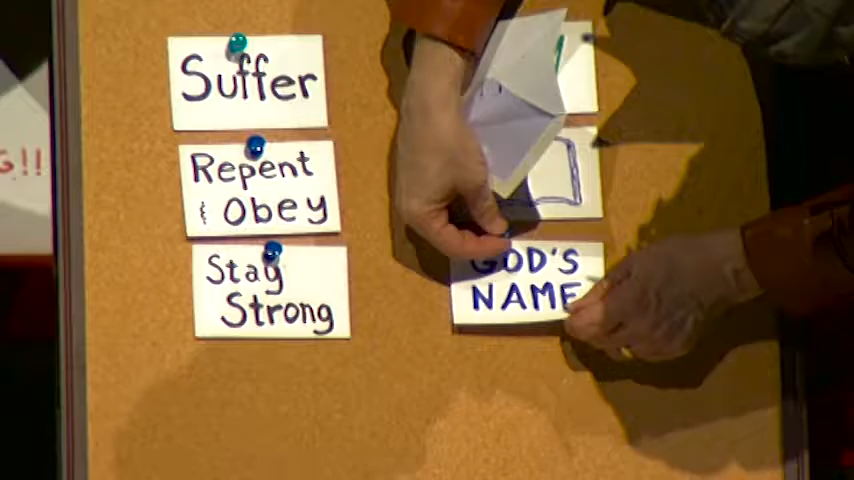 Suffer
Repent
& Obey
Stay
Strong
GOD'S
NAME
G!!